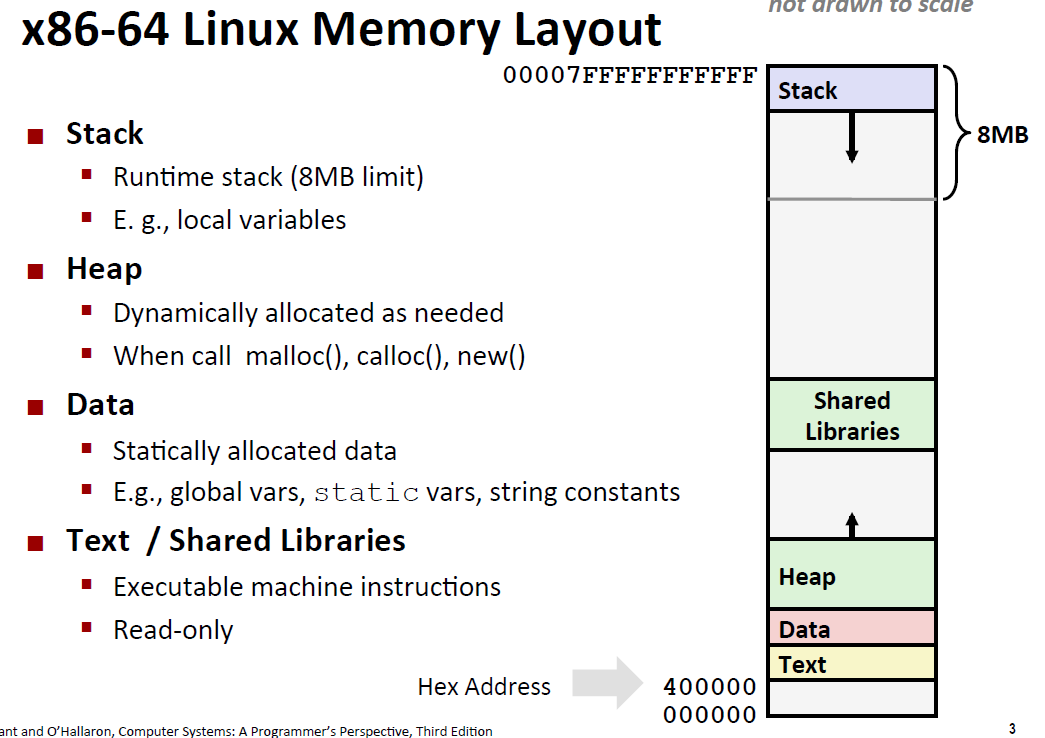 not drawn to scale
x86-64 Linux Memory Layout
00007FFFFFFFFFFF
Stack
8MB
■ Stack
▪ Runtime stack (8MB limit)
▪ E. g., local variables
■ Heap
▪ Dynamically allocated as needed
▪ When call malloc(), calloc(), new()
■ Data
▪ Statically allocated data
▪ E.g., global vars, static vars, string constants
■ Text / Shared Libraries
▪ Executable machine instructions
▪ Read-only
Shared
Libraries
Heap
Data
Text
Hex Address
400000
000000
ant and O'Hallaron, Computer Systems: A Programmer's Perspective, Third Edition
3